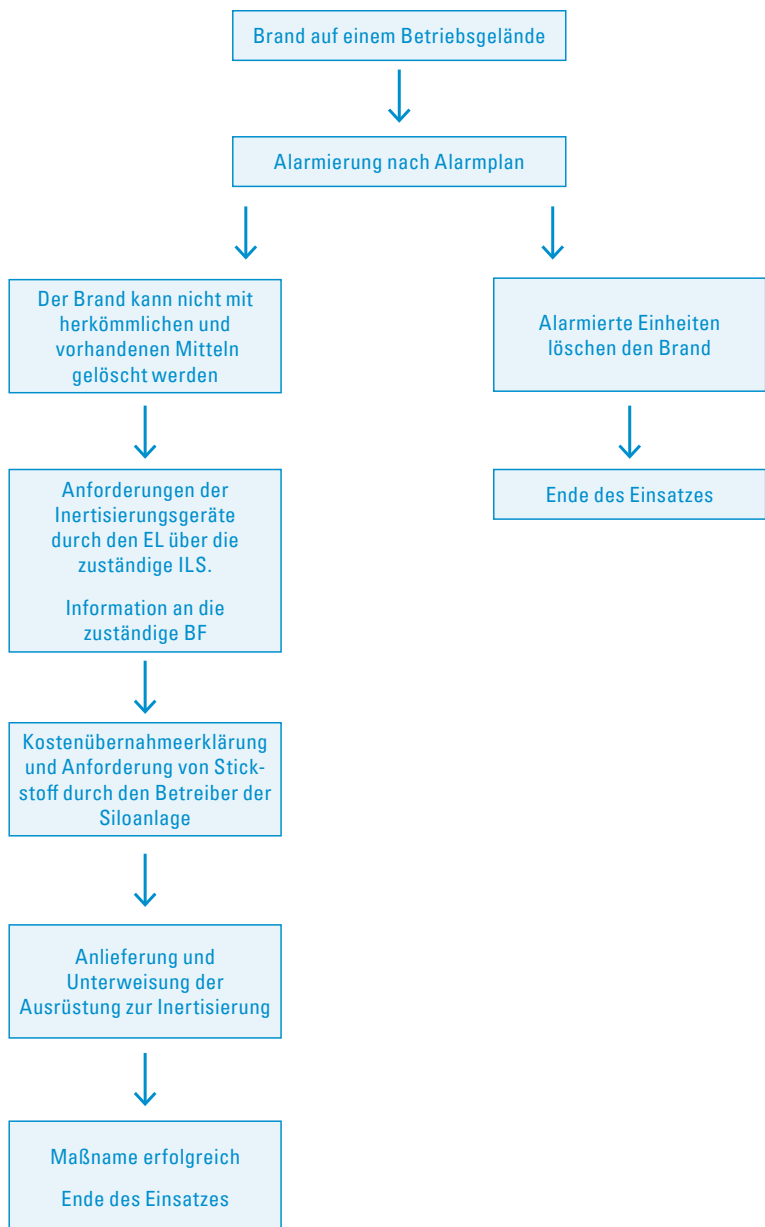 Brand auf einem Betriebsgelände
Alarmierung nach Alarmplan
Der Brand kann nicht mit
herkömmlichen und
vorhandenen Mitteln
gelöscht werden
Anforderungen der
Inertisierungsgeräte
durch den EL über die
zuständige ILS.
Information an die
zuständige BF
Kostenübernahmeerklärung
und Anforderung von Stick-
stoff durch den Betreiber der
Siloanlage
Anlieferung und
Unterweisung der
Ausrüstung zur Inertisierung
Maßname erfolgreich
Ende des Einsatzes
Alarmierte Einheiten
löschen den Brand
Ende des Einsatzes